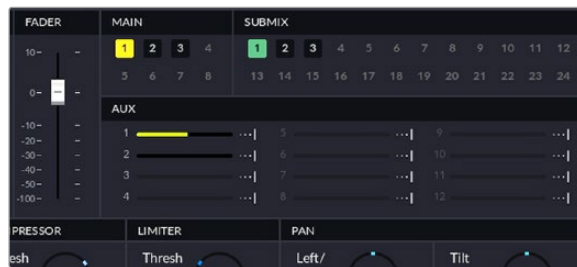 FADER MAIN SUBMIX
10 1 2 3 4 1 2 3 4 5 6 7 8 9 10 11 12
5 6 7 8 13 14 15 16 17 18 19 20 21 22 23 24
0
AUX
-10 1 5 9
-20
-30 2 6 10
-40 3 7 11
-50
-100 4 8 12
PRESSOR LIMITER PAN
esh Thresh Left/ Tilt